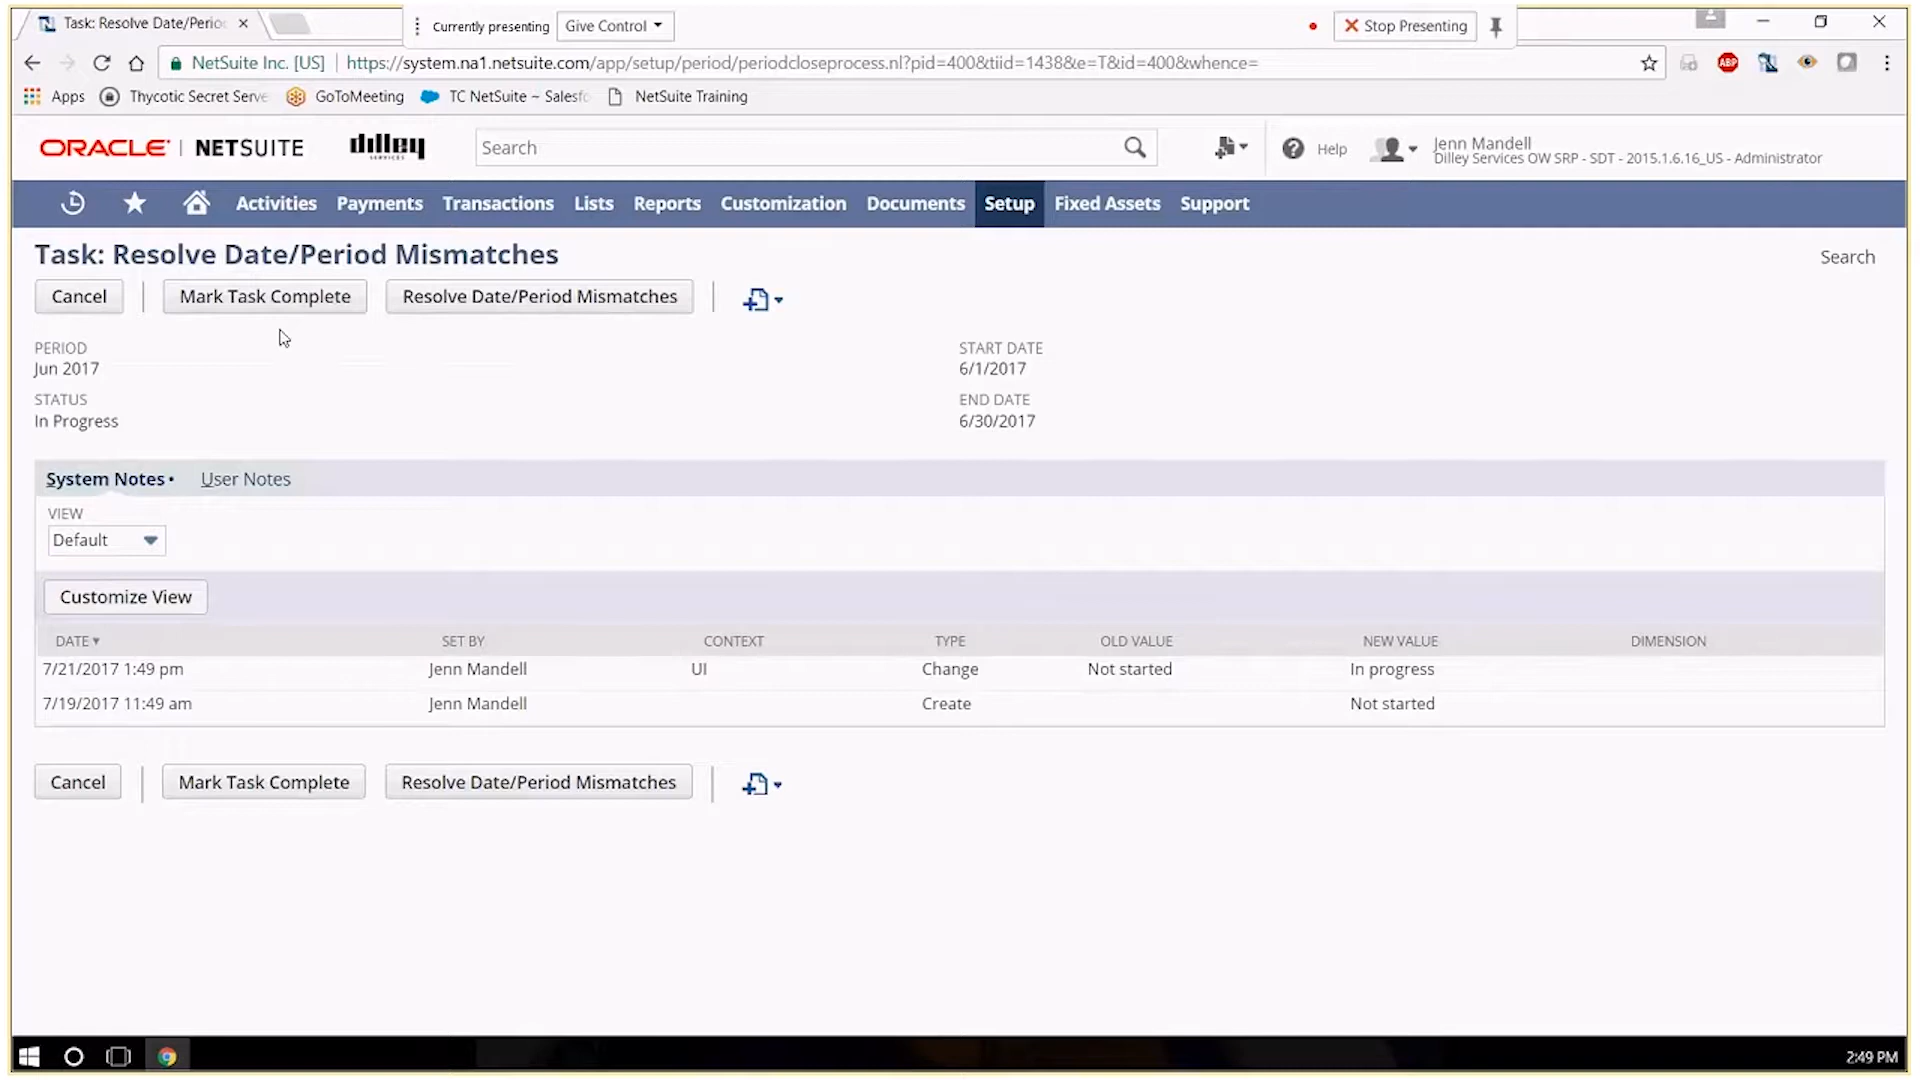 Task: Resolve Date/Perio
Currently presenting
Give Control
Stop Presenting
NetSuite Inc. [US]
https://system.na1.netsuite.com/app/setup/period/periodcloseprocess.nl?pid=400&tiid=1438&e=T&id=400&whence=
ABP
Apps
Thycotic Secret Serve
GoToMeeting
TC NetSuite ~ Salesfo
NetSuite Training
ORACLE | NETSUITE
dilley
SERVICES
Search
Help
Jenn Mandell
Dilley Services OW SRP - SDT - 2015.1.6.16_US - Administrator
Activities Payments Transactions Lists Reports Customization Documents Setup Fixed Assets Support
Task: Resolve Date/Period Mismatches
Search
Cancel
Mark Task Complete
Resolve Date/Period Mismatches
PERIOD
Jun 2017
STATUS
In Progress
START DATE
6/1/2017
END DATE
6/30/2017
System Notes •
User Notes
VIEW
Default
Customize View
DATE ▾ SET BY CONTEXT TYPE OLD VALUE NEW VALUE DIMENSION
7/21/2017 1:49 pm Jenn Mandell UI Change Not started In progress
7/19/2017 11:49 am Jenn Mandell Create Not started
Cancel
Mark Task Complete
Resolve Date/Period Mismatches
2:49 PM